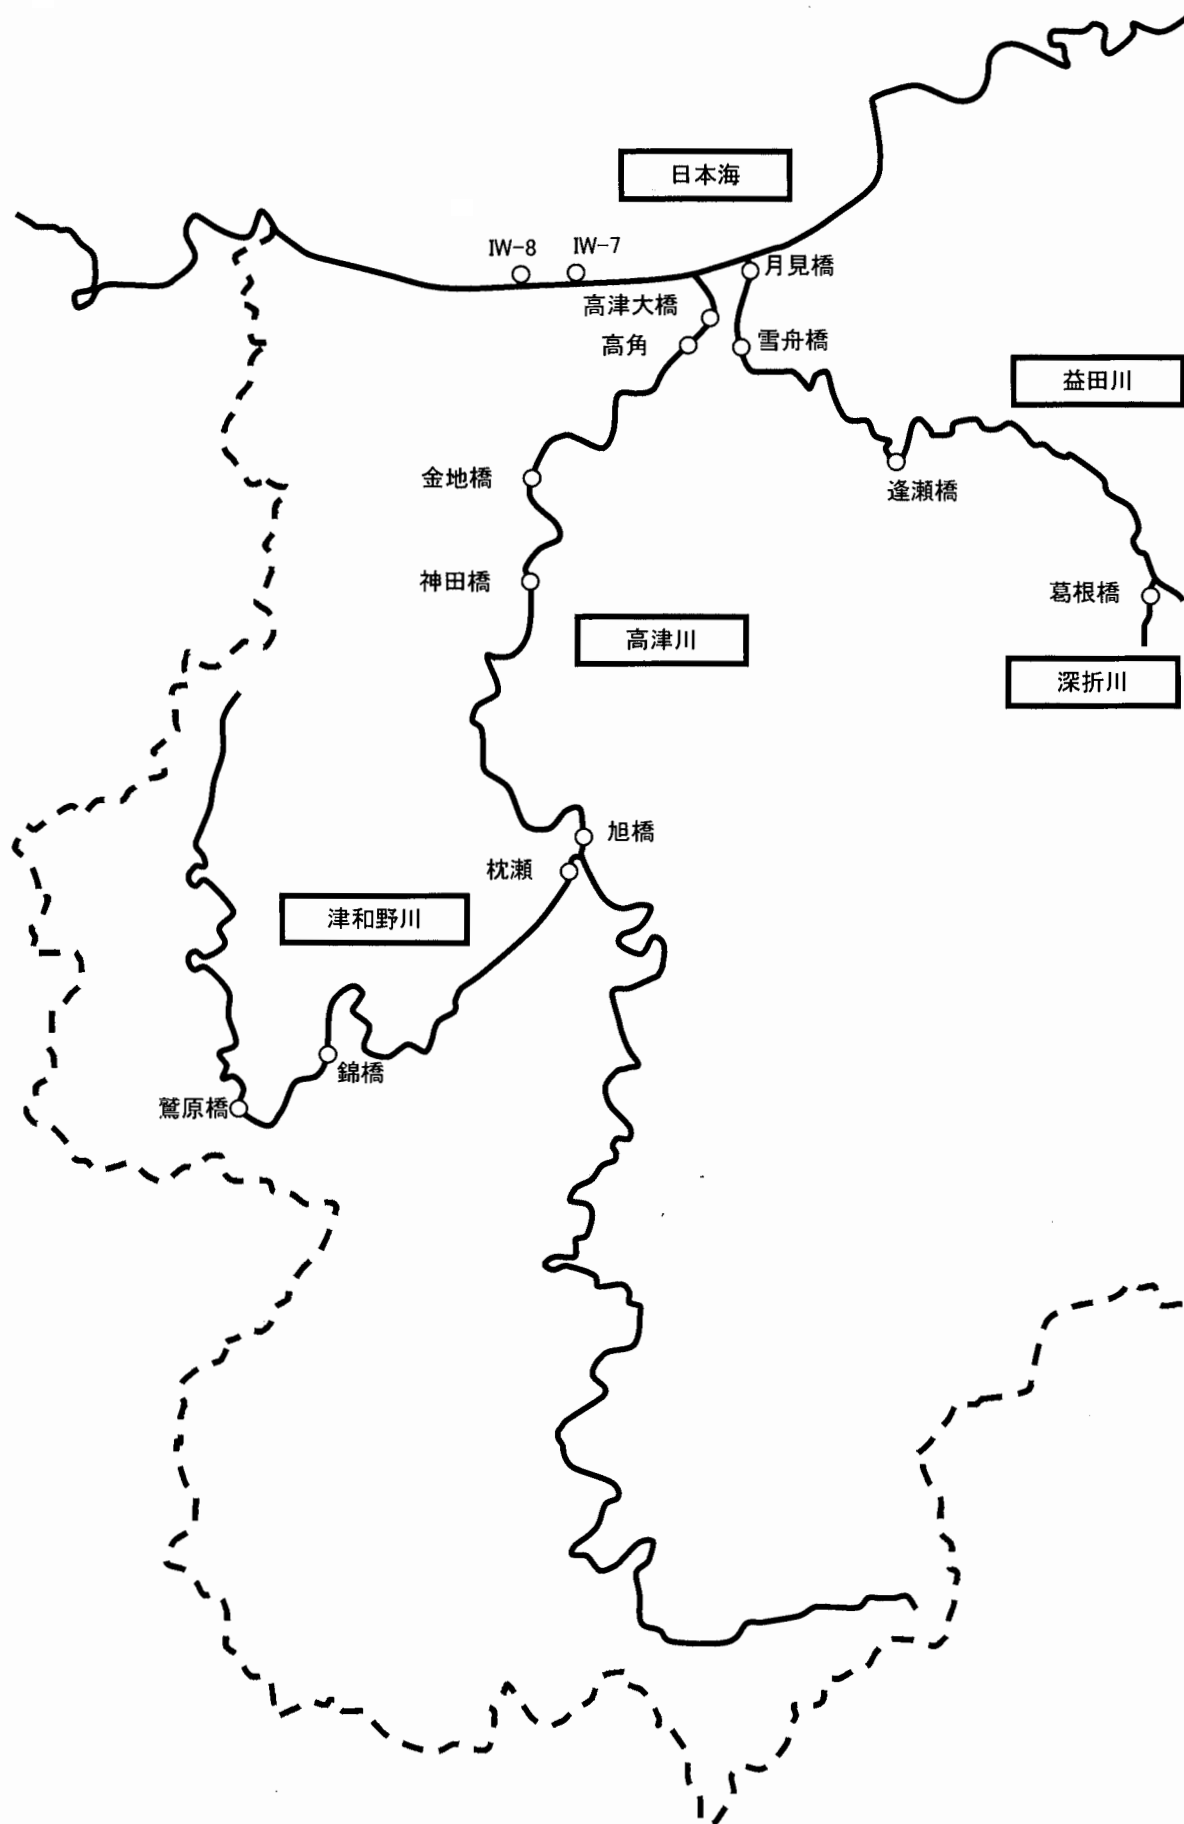 日本海
IW-8
IW-7
月見橋
高津大橋
高角
雪舟橋
益田川
金地橋
逢瀬橋
神田橋
葛根橋
高津川
深折川
旭橋
枕瀬
津和野川
錦橋
鷲原橋